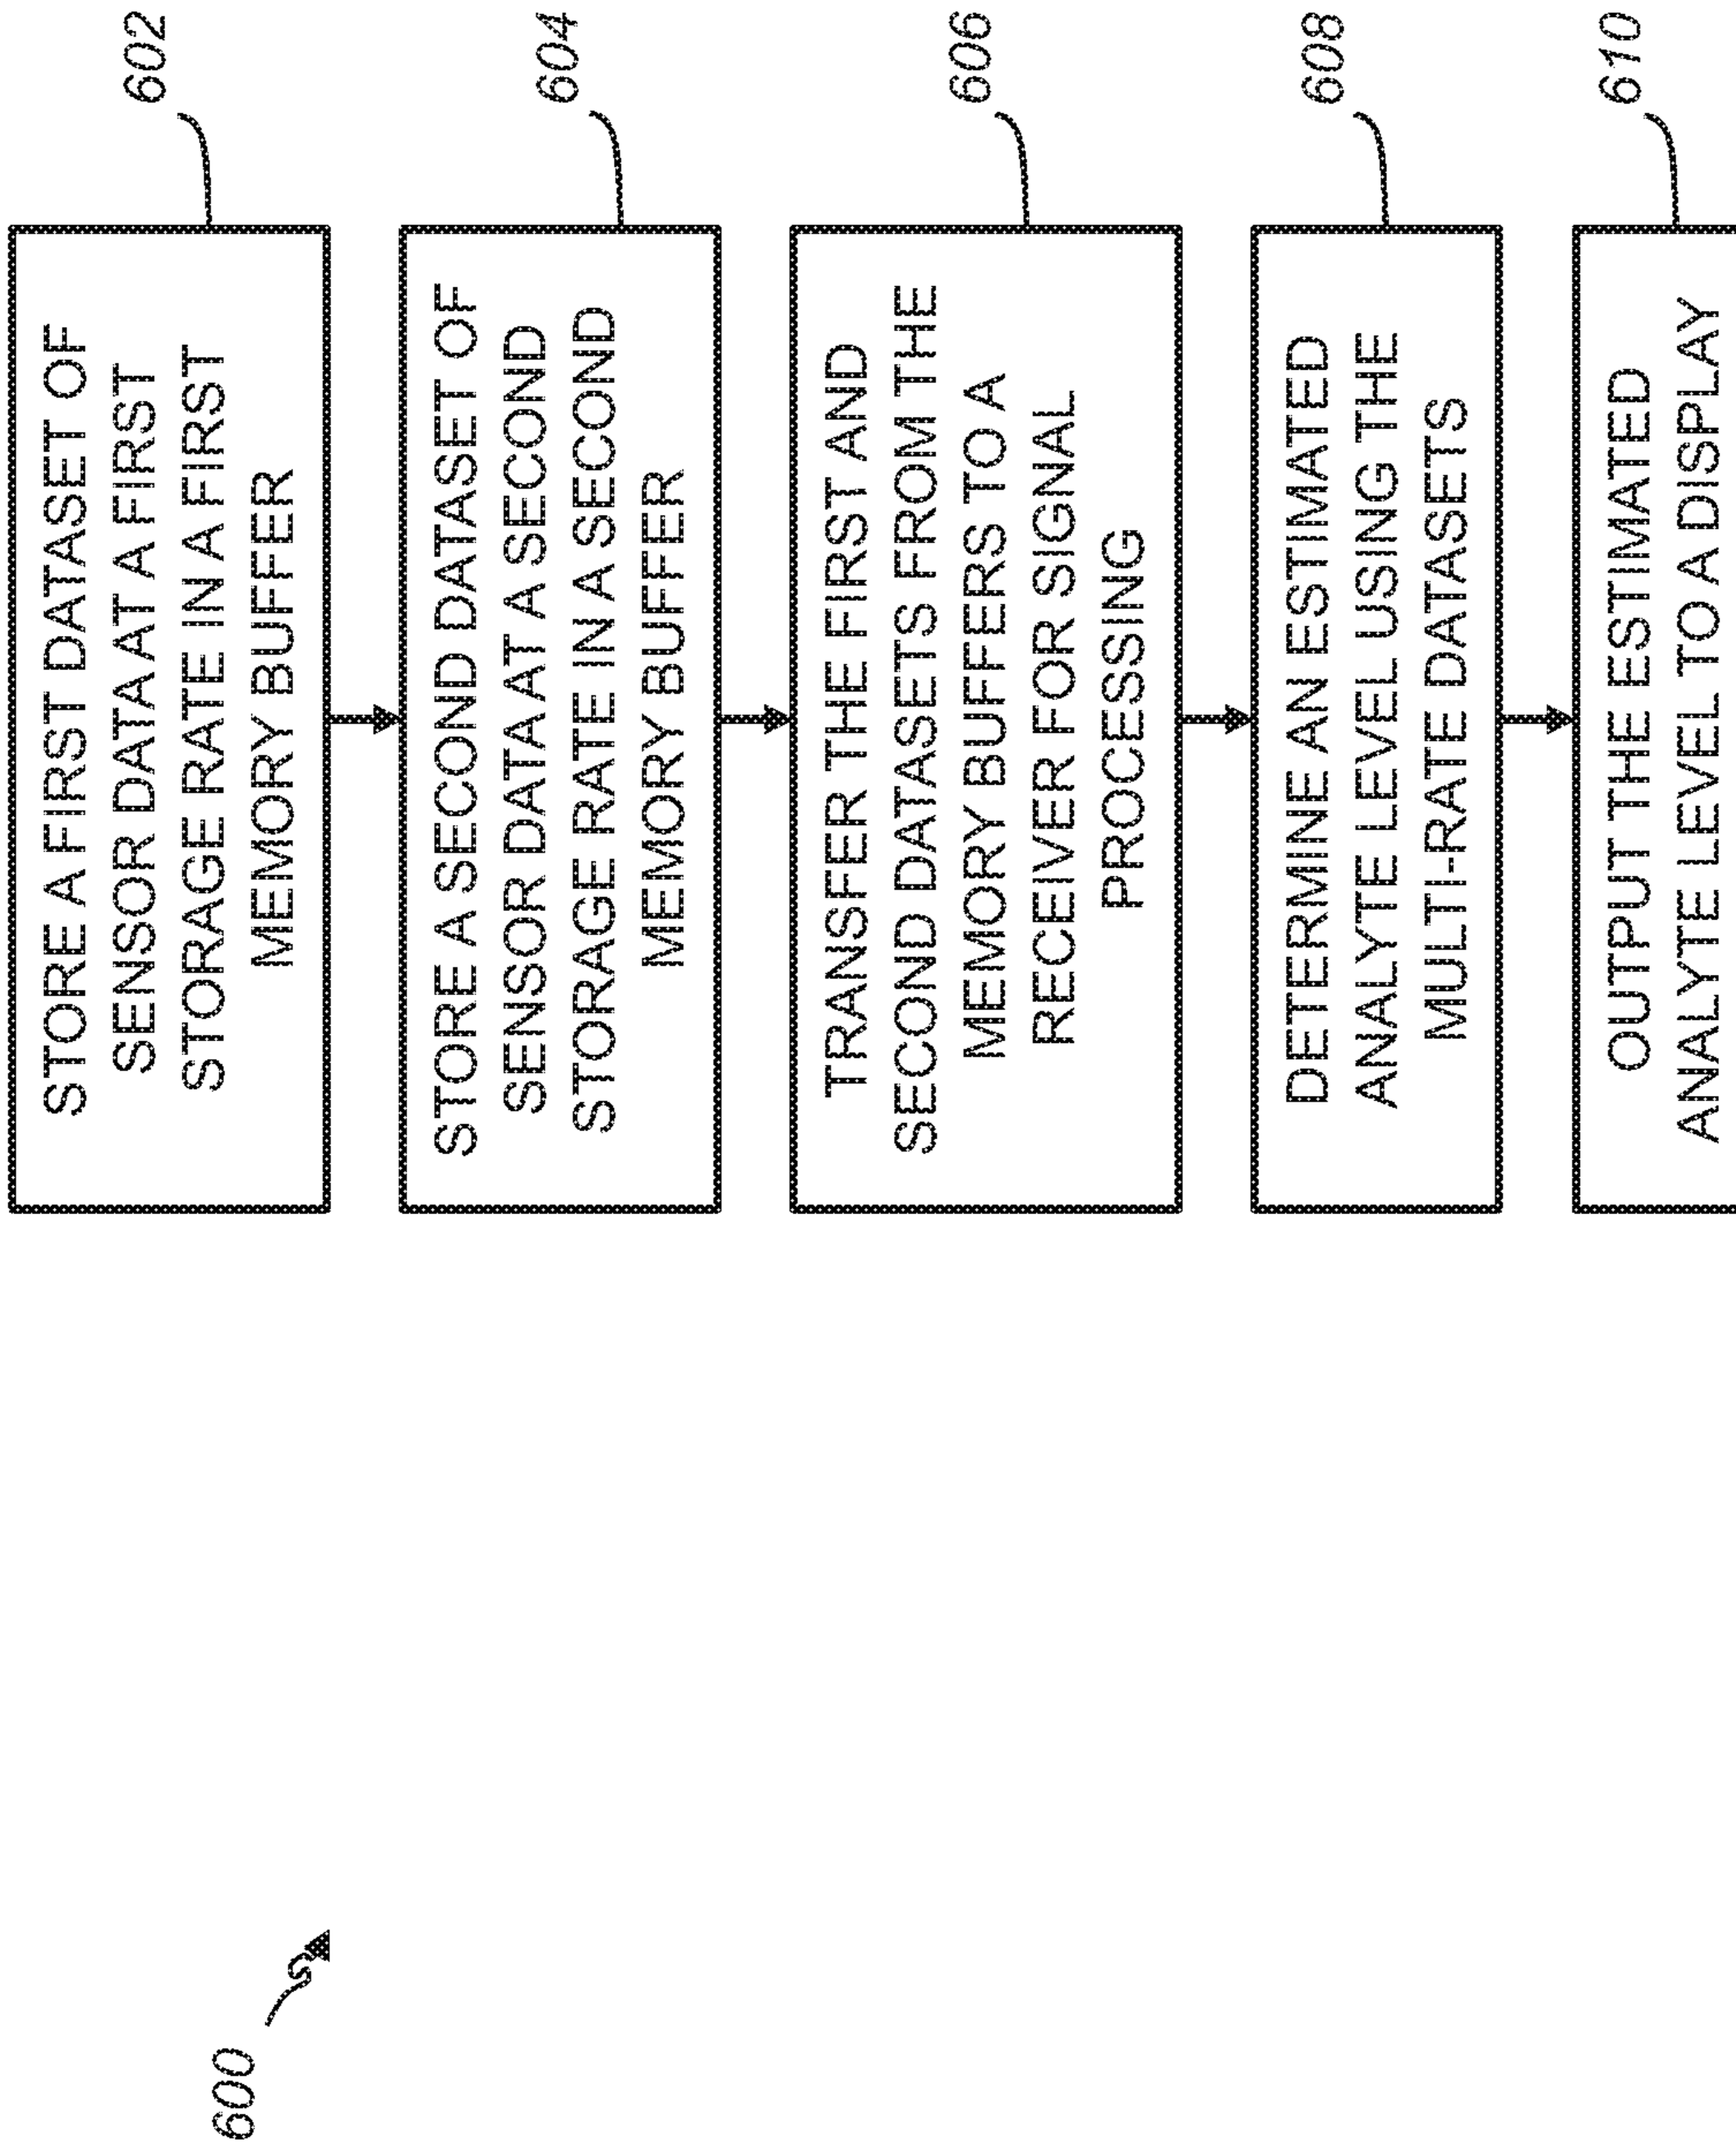 600
STORE A FIRST DATASET OF
SENSOR DATA AT A FIRST
STORAGE RATE IN A FIRST
MEMORY BUFFER
602
STORE A SECOND DATASET OF
SENSOR DATA AT A SECOND
STORAGE RATE IN A SECOND
MEMORY BUFFER
604
TRANSFER THE FIRST AND
SECOND DATASETS FROM THE
MEMORY BUFFERS TO A
RECEIVER FOR SIGNAL
PROCESSING
606
DETERMINE AN ESTIMATED
ANALYTE LEVEL USING THE
MULTI-RATE DATASETS
608
OUTPUT THE ESTIMATED
ANALYTE LEVEL TO A DISPLAY
610